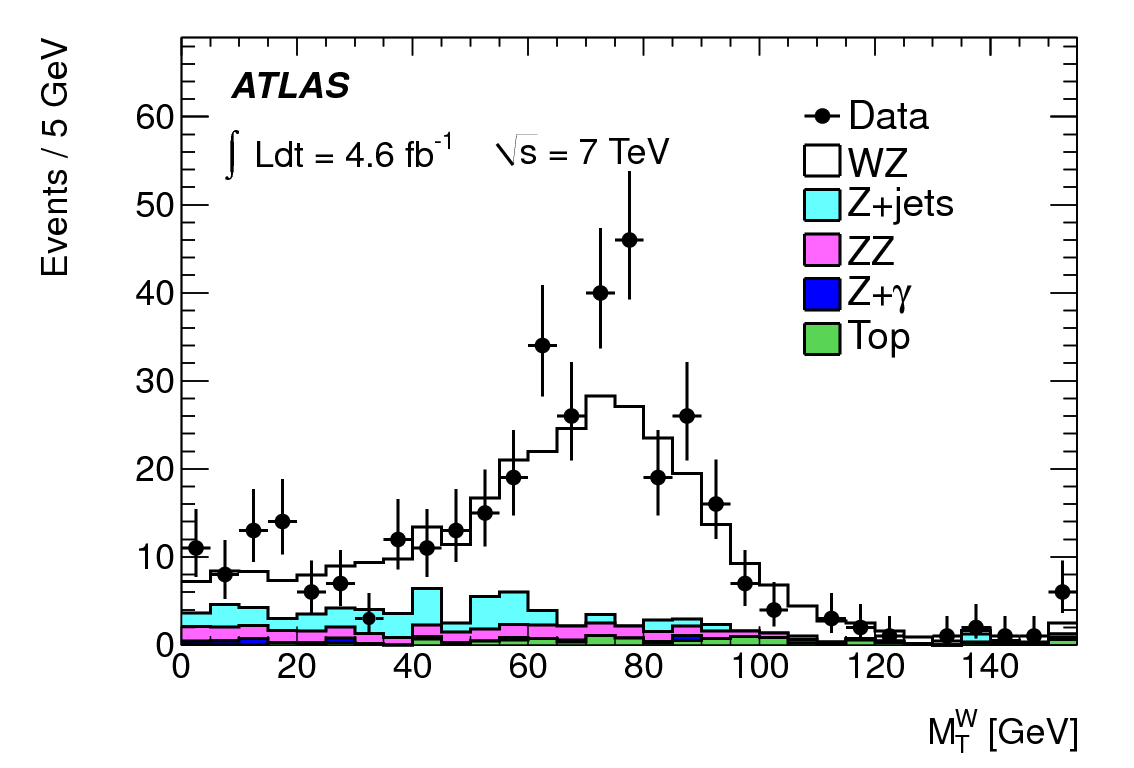 Events / 5 GeV
ATLAS
∫ Ldt = 4.6 fb⁻¹ √s = 7 TeV
Data
WZ
Z+jets
ZZ
Z+γ
Top
60
50
40
30
20
10
0
0 20 40 60 80 100 120 140
M_T^W [GeV]